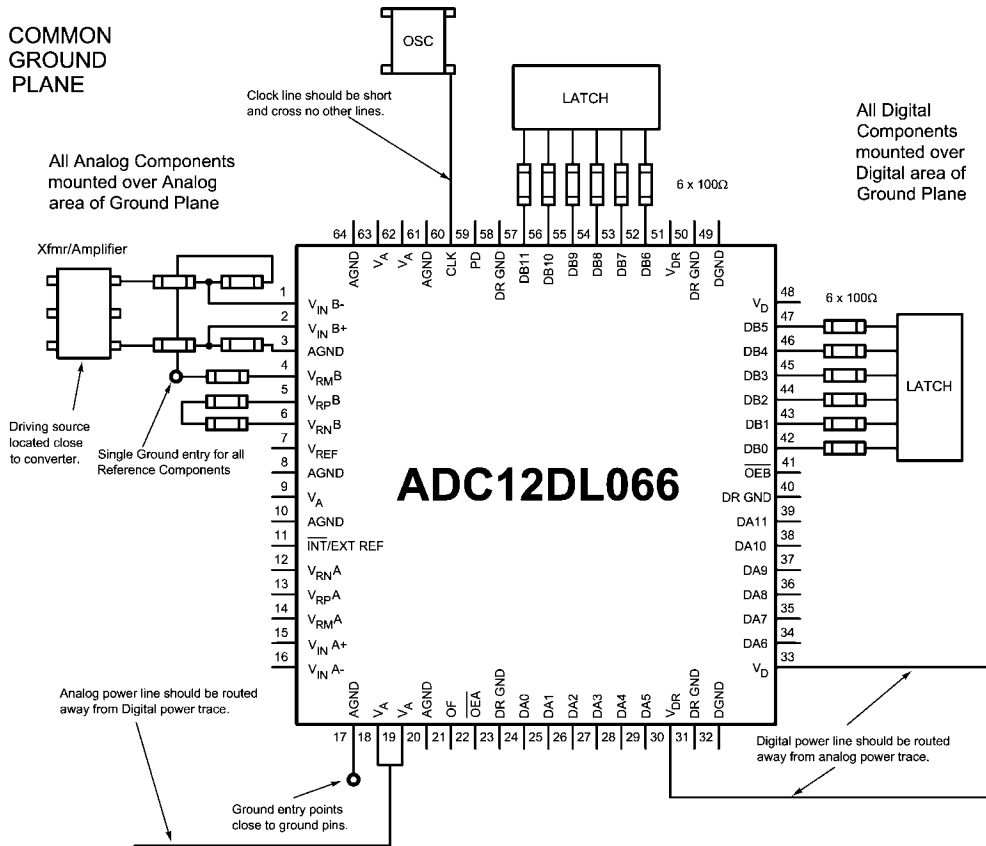 COMMON
GROUND
PLANE
OSC
Clock line should be short
and cross no other lines.
LATCH
6 x 100Ω
All Digital
Components
mounted over
Digital area of
Ground Plane
All Analog Components
mounted over Analog
area of Ground Plane
Xfmr/Amplifier
Driving source
located close
to converter.
Single Ground entry for all
Reference Components
64 63 62 61 60 59 58 57 56 55 54 53 52 51 50 49
AGND VA VA AGND CLK PD DR GND DB11 DB10 DB9 DB8 DB7 DB6 VDR DR GND DGND
1 VIN B-
2 VIN B+
3 AGND
4 VRMB
5 VRPB
6 VRNB
7 VREF
8 AGND
9 VA
10 AGND
11 INT/EXT REF
12 VRNA
13 VRPA
14 VRMA
15 VIN A+
16 VIN A-
ADC12DL066
VD 48
6 x 100Ω
DB5 47
DB4 46
DB3 45
DB2 44
DB1 43
DB0 42
LATCH
OEB 41
DR GND 40
DA11 39
DA10 38
DA9 37
DA8 36
DA7 35
DA6 34
VD 33
AGND VA VA AGND OF OEA DR GND DA0 DA1 DA2 DA3 DA4 DA5 VDR DR GND DGND
17 18 19 20 21 22 23 24 25 26 27 28 29 30 31 32
Analog power line should be routed
away from Digital power trace.
Ground entry points
close to ground pins.
Digital power line should be routed
away from analog power trace.